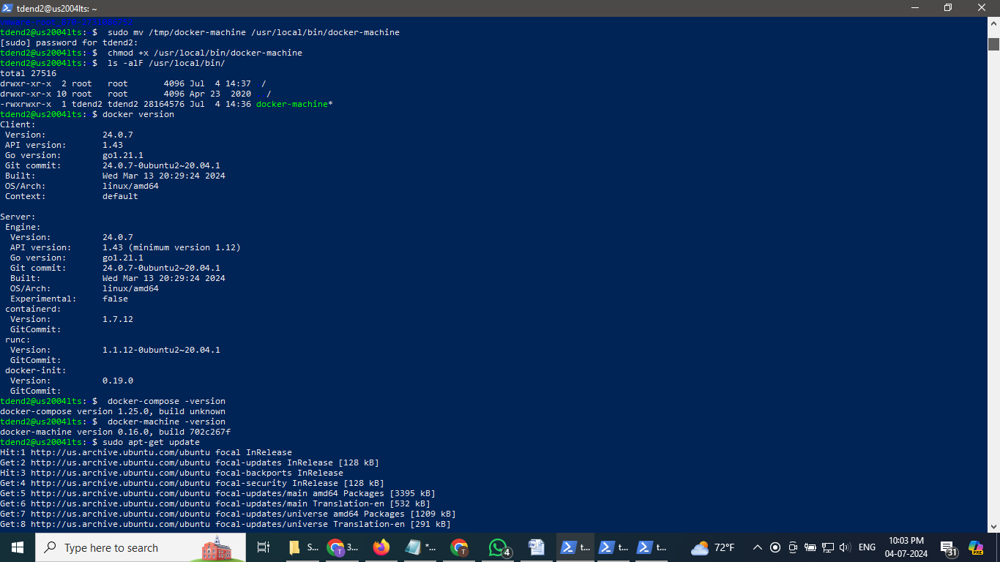 tdend2@us2004lts: ~
tdend2@us2004lts:~$  sudo mv /tmp/docker-machine /usr/local/bin/docker-machine
[sudo] password for tdend2:
tdend2@us2004lts:~$  chmod +x /usr/local/bin/docker-machine
tdend2@us2004lts:~$  ls -alF /usr/local/bin/
total 27516
drwxr-xr-x  2 root   root       4096 Jul  4 14:37  /
drwxr-xr-x 10 root   root       4096 Apr 23  2020   /
-rwxrwxr-x  1 tdend2 tdend2 28164576 Jul  4 14:36 docker-machine*
tdend2@us2004lts:~$ docker version
Client:
 Version:           24.0.7
 API version:       1.43
 Go version:        go1.21.1
 Git commit:        24.0.7-0ubuntu2~20.04.1
 Built:             Wed Mar 13 20:29:24 2024
 OS/Arch:           linux/amd64
 Context:           default
Server:
 Engine:
  Version:          24.0.7
  API version:      1.43 (minimum version 1.12)
  Go version:       go1.21.1
  Git commit:       24.0.7-0ubuntu2~20.04.1
  Built:            Wed Mar 13 20:29:24 2024
  OS/Arch:          linux/amd64
  Experimental:     false
 containerd:
  Version:          1.7.12
  GitCommit:
 runc:
  Version:          1.1.12-0ubuntu2~20.04.1
  GitCommit:
 docker-init:
  Version:          0.19.0
  GitCommit:
tdend2@us2004lts:~$  docker-compose -version
docker-compose version 1.25.0, build unknown
tdend2@us2004lts:~$  docker-machine -version
docker-machine version 0.16.0, build 702c267f
tdend2@us2004lts:~$ sudo apt-get update
Hit:1 http://us.archive.ubuntu.com/ubuntu focal InRelease
Get:2 http://us.archive.ubuntu.com/ubuntu focal-updates InRelease [128 kB]
Hit:3 http://us.archive.ubuntu.com/ubuntu focal-backports InRelease
Get:4 http://us.archive.ubuntu.com/ubuntu focal-security InRelease [128 kB]
Get:5 http://us.archive.ubuntu.com/ubuntu focal-updates/main amd64 Packages [3395 kB]
Get:6 http://us.archive.ubuntu.com/ubuntu focal-updates/main Translation-en [532 kB]
Get:7 http://us.archive.ubuntu.com/ubuntu focal-updates/universe amd64 Packages [1209 kB]
Get:8 http://us.archive.ubuntu.com/ubuntu focal-updates/universe Translation-en [291 kB]
Type here to search S... T 3... *... T 4 t... t... t... 72°F ENG 10:03 PM 31 PRE
04-07-2024